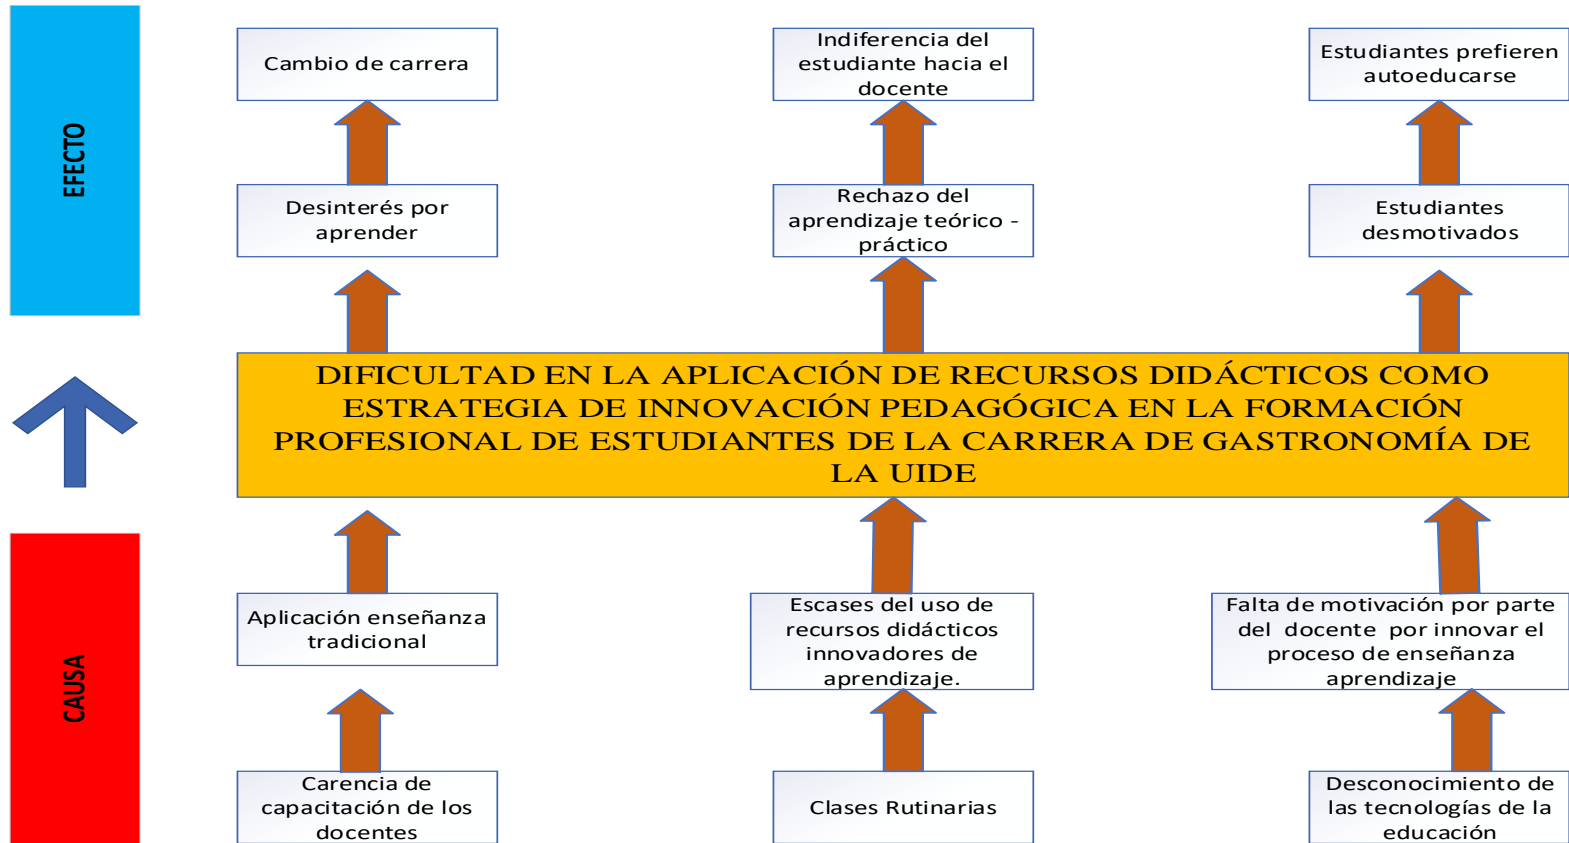 EFECTO
Cambio de carrera
Indiferencia del
estudiante hacia el
docente
Estudiantes prefieren
autoeducarse
Desinterés por
aprender
Rechazo del
aprendizaje teórico -
práctico
Estudiantes
desmotivados
DIFICULTAD EN LA APLICACIÓN DE RECURSOS DIDÁCTICOS COMO
ESTRATEGIA DE INNOVACIÓN PEDAGÓGICA EN LA FORMACIÓN
PROFESIONAL DE ESTUDIANTES DE LA CARRERA DE GASTRONOMÍA DE
LA UIDE
CAUSA
Aplicación enseñanza
tradicional
Escases del uso de
recursos didácticos
innovadores de
aprendizaje.
Falta de motivación por parte
del docente por innovar el
proceso de enseñanza
aprendizaje
Carencia de
capacitación de los
docentes
Clases Rutinarias
Desconocimiento de
las tecnologías de la
educación